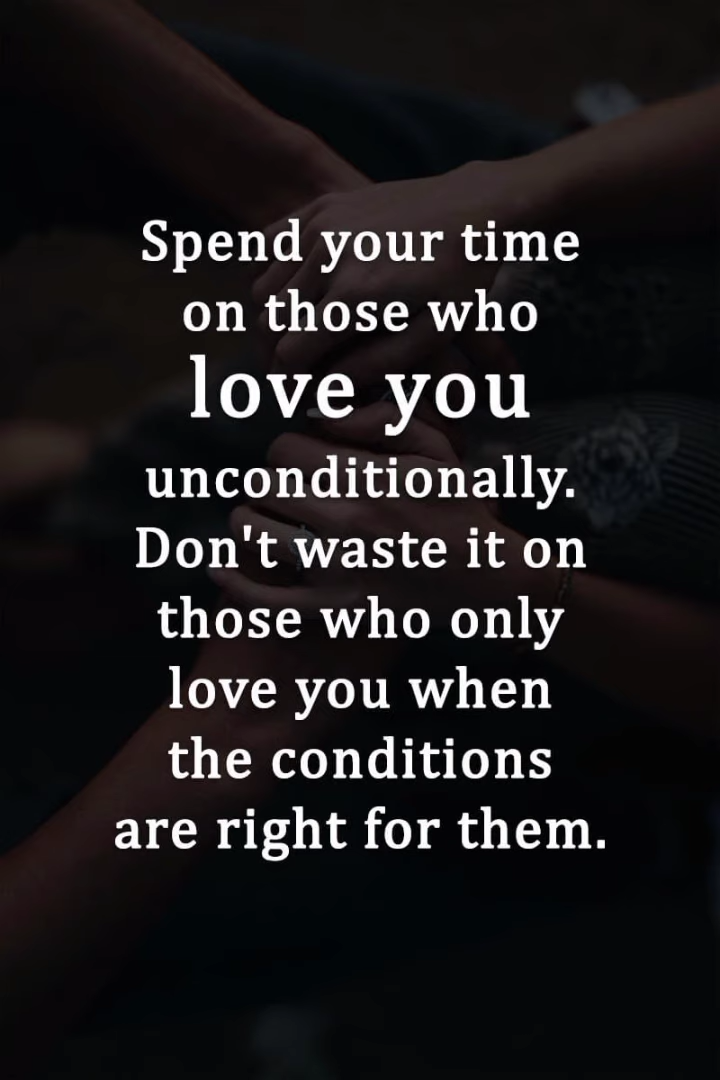 Spend your time
on those who
love you
unconditionally.
Don't waste it on
those who only
love you when
the conditions
are right for them.